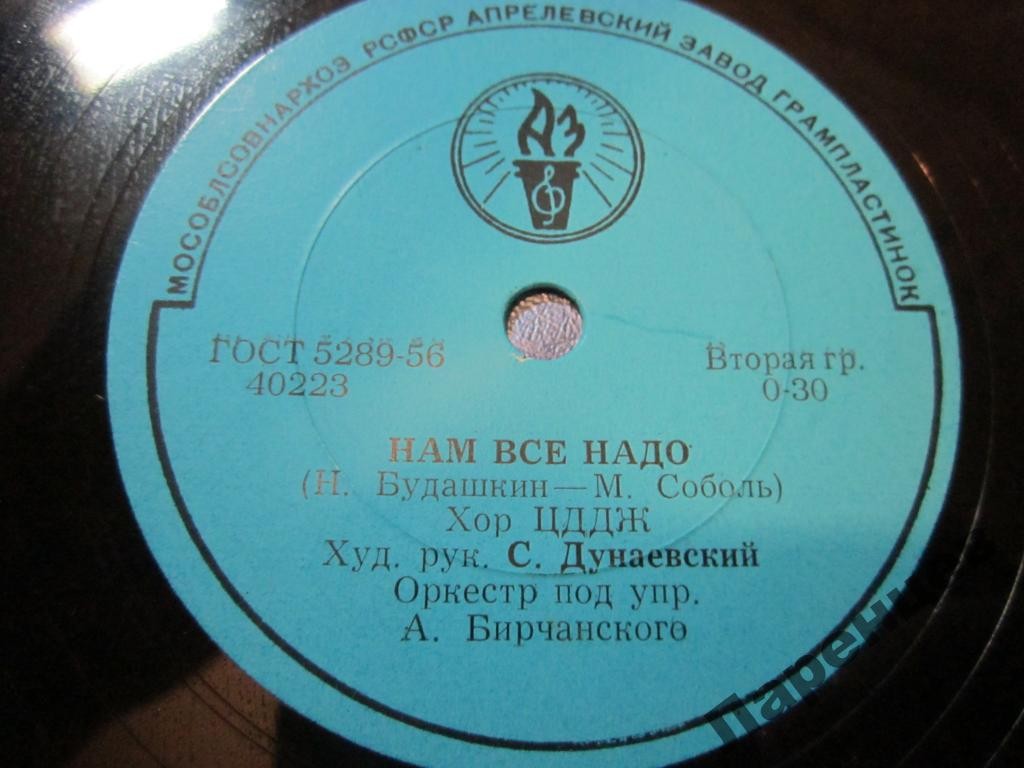 МОСОБЛСОВНАРХОЗ РСФСР АПРЕЛЕВСКИЙ ЗАВОД ГРАМПЛАСТИНОК
АЗ
ГОСТ 5289-56
40223
Вторая гр.
0-30
НАМ ВСЕ НАДО
(Н. Будашкин—М. Соболь)
Хор ЦДДЖ
Худ. рук. С. Дунаевский
Оркестр под упр.
А. Бирчанского